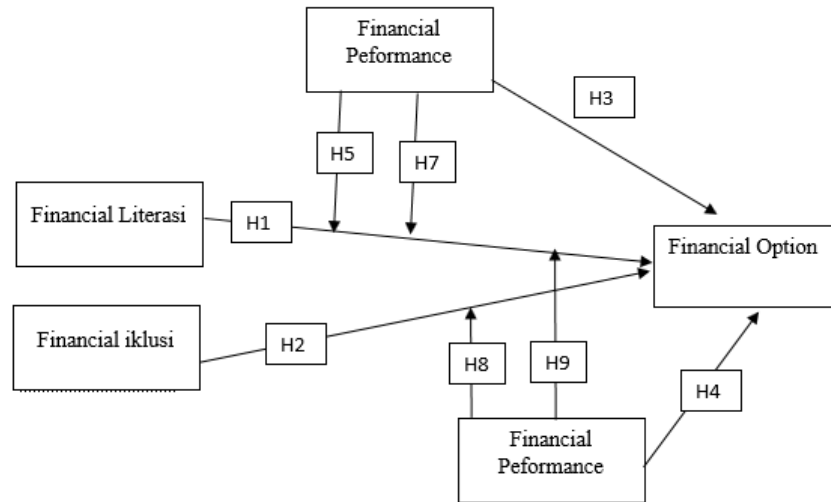 Financial
Peformance
H3
H5
H7
Financial Literasi
H1
Financial Option
Financial iklusi
H2
H8
H9
H4
Financial
Peformance